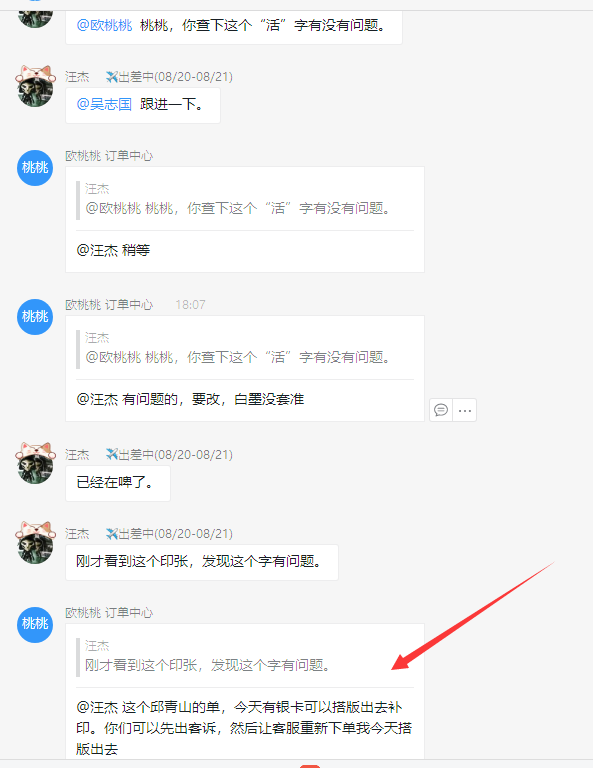 @欧桃桃 桃桃，你查下这个“活”字有没有问题。
汪杰 出差中(08/20-08/21)
@吴志国 跟进一下。
桃桃
欧桃桃 订单中心
汪杰
@欧桃桃 桃桃，你查下这个“活”字有没有问题。
@汪杰 稍等
桃桃
欧桃桃 订单中心 18:07
汪杰
@欧桃桃 桃桃，你查下这个“活”字有没有问题。
@汪杰 有问题的，要改，白墨没套准
汪杰 出差中(08/20-08/21)
已经在啤了。
汪杰 出差中(08/20-08/21)
刚才看到这个印张，发现这个字有问题。
桃桃
欧桃桃 订单中心
汪杰
刚才看到这个印张，发现这个字有问题。
@汪杰 这个邱青山的单，今天有银卡可以搭版出去补
印。你们可以先出客诉，然后让客服重新下单我今天搭
版出去